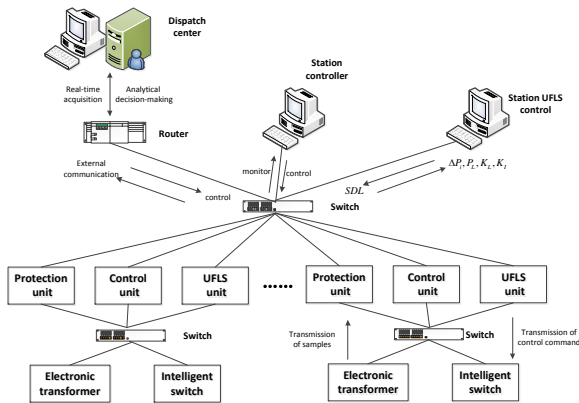 Dispatch
center
Station
controller
Station UFLS
control
Real-time
acquisition
Analytical
decision-making
Router
External
communication
control
monitor
control
SDL
ΔP_i, P_L, K_L, K_I
Switch
Protection
unit
Control
unit
UFLS
unit
······
Protection
unit
Control
unit
UFLS
unit
Switch
Transmission
of samples
Switch
Transmission of
control command
Electronic
transformer
Intelligent
switch
Electronic
transformer
Intelligent
switch